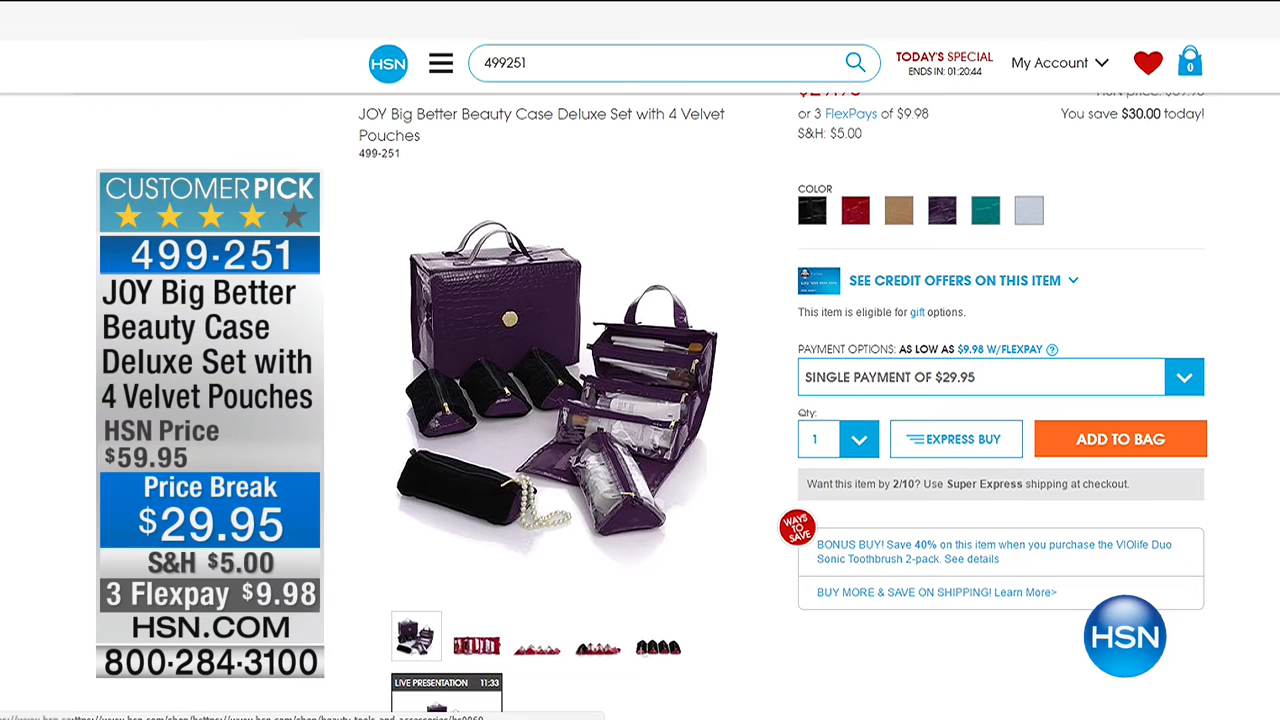 HSN
499251
TODAY'S SPECIAL
ENDS IN: 01:20:44
My Account
0
JOY Big Better Beauty Case Deluxe Set with 4 Velvet
Pouches
499-251
or 3 FlexPays of $9.98
You save $30.00 today!
S&H: $5.00
COLOR
SEE CREDIT OFFERS ON THIS ITEM
This item is eligible for gift options.
PAYMENT OPTIONS: AS LOW AS $9.98 W/FLEXPAY ?
SINGLE PAYMENT OF $29.95
Qty:
1
EXPRESS BUY
ADD TO BAG
Want this item by 2/10? Use Super Express shipping at checkout.
WAYS
TO
SAVE
BONUS BUY! Save 40% on this item when you purchase the VIOlife Duo
Sonic Toothbrush 2-pack. See details
BUY MORE & SAVE ON SHIPPING! Learn More>
HSN
LIVE PRESENTATION 11:33
CUSTOMER PICK
499·251
JOY Big Better
Beauty Case
Deluxe Set with
4 Velvet Pouches
HSN Price
$59.95
Price Break
$29.95
S&H $5.00
3 Flexpay $9.98
HSN.COM
800·284·3100